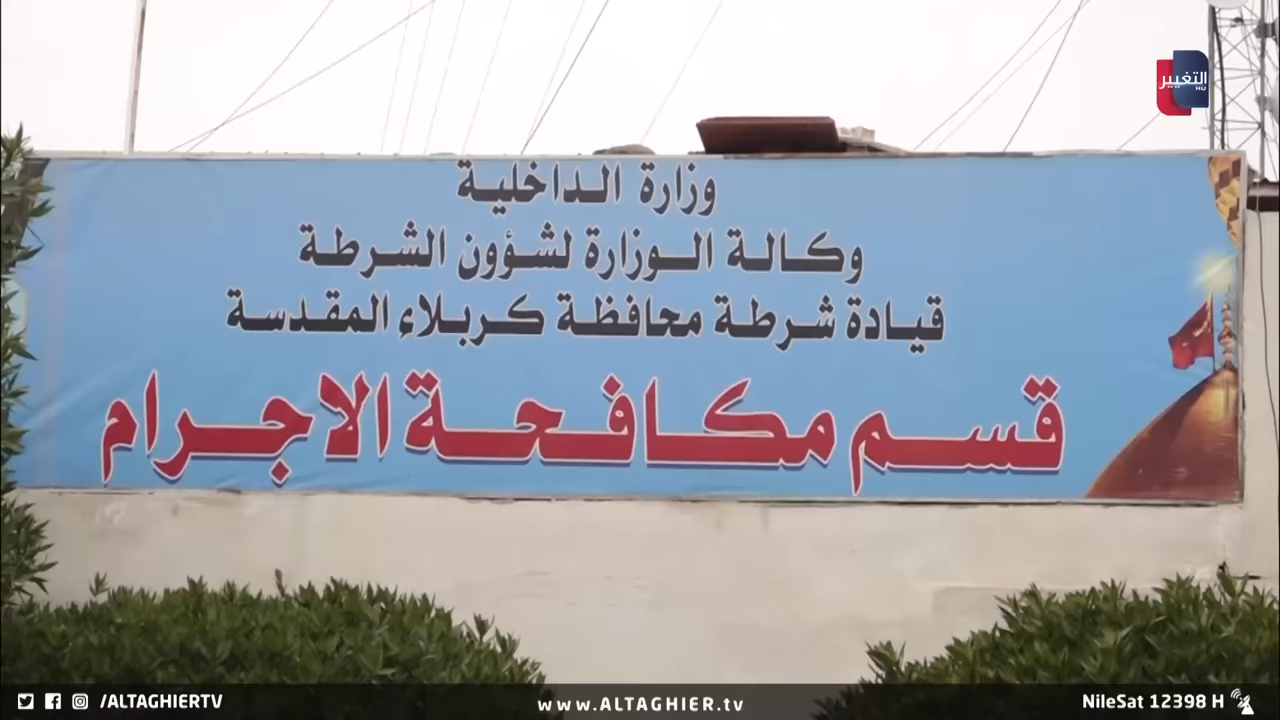 التغيير
HD
وزارة الداخلية
وكالة الوزارة لشؤون الشرطة
قيادة شرطة محافظة كربلاء المقدسة
قسم مكافحة الاجرام
/ALTAGHIERTV
www.ALTAGHIER.tv
NileSat 12398 H